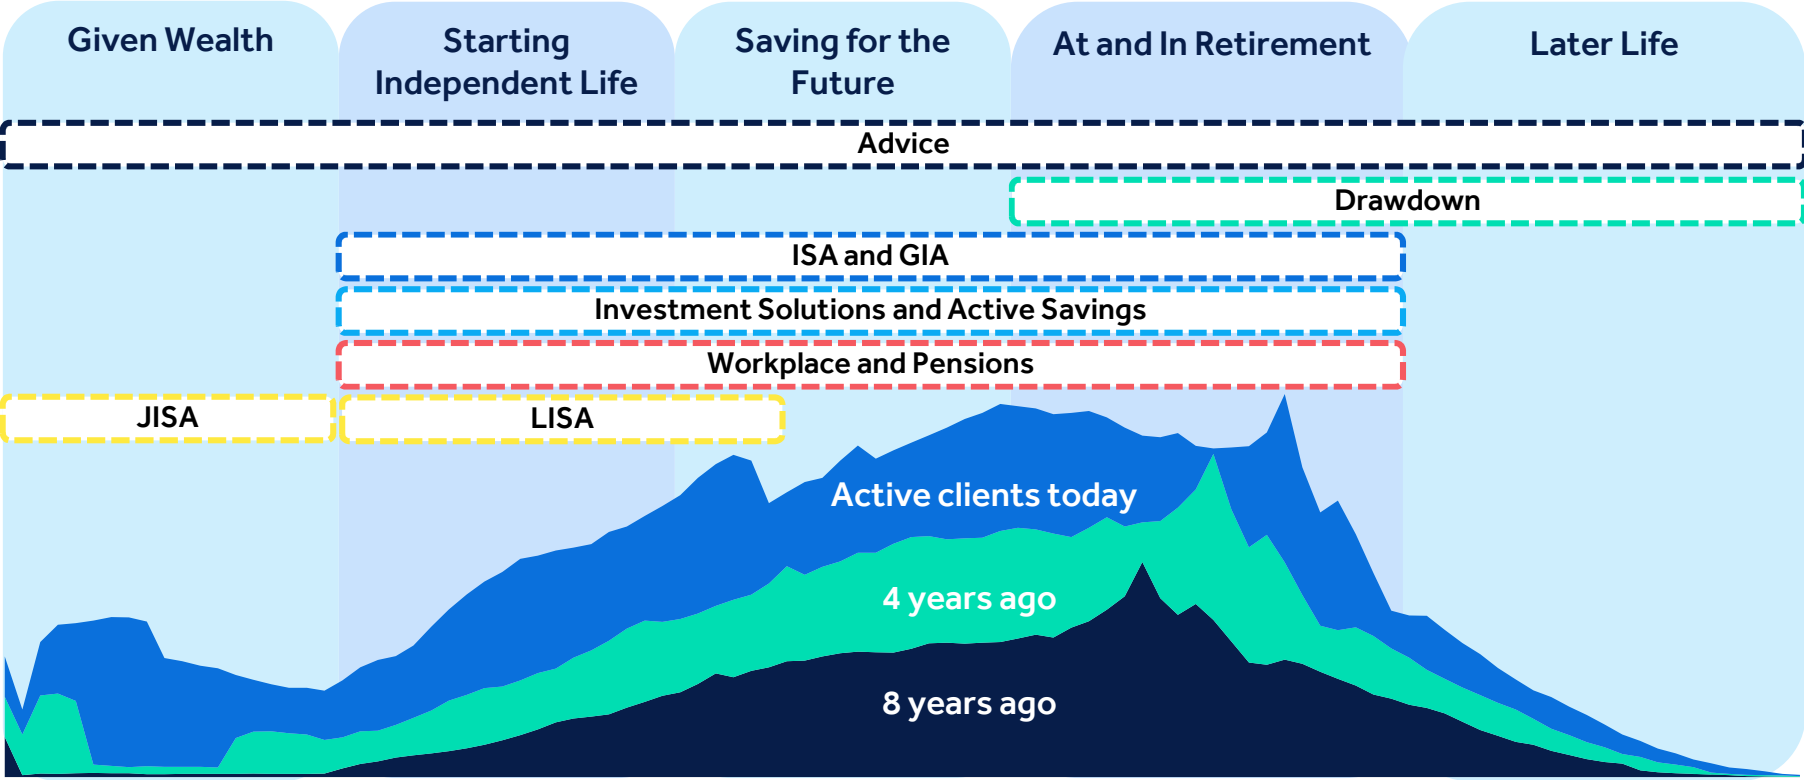 Given Wealth
Starting
Independent Life
Saving for the
Future
At and In Retirement
Later Life
Advice
Drawdown
ISA and GIA
Investment Solutions and Active Savings
Workplace and Pensions
JISA
LISA
Active clients today
4 years ago
8 years ago